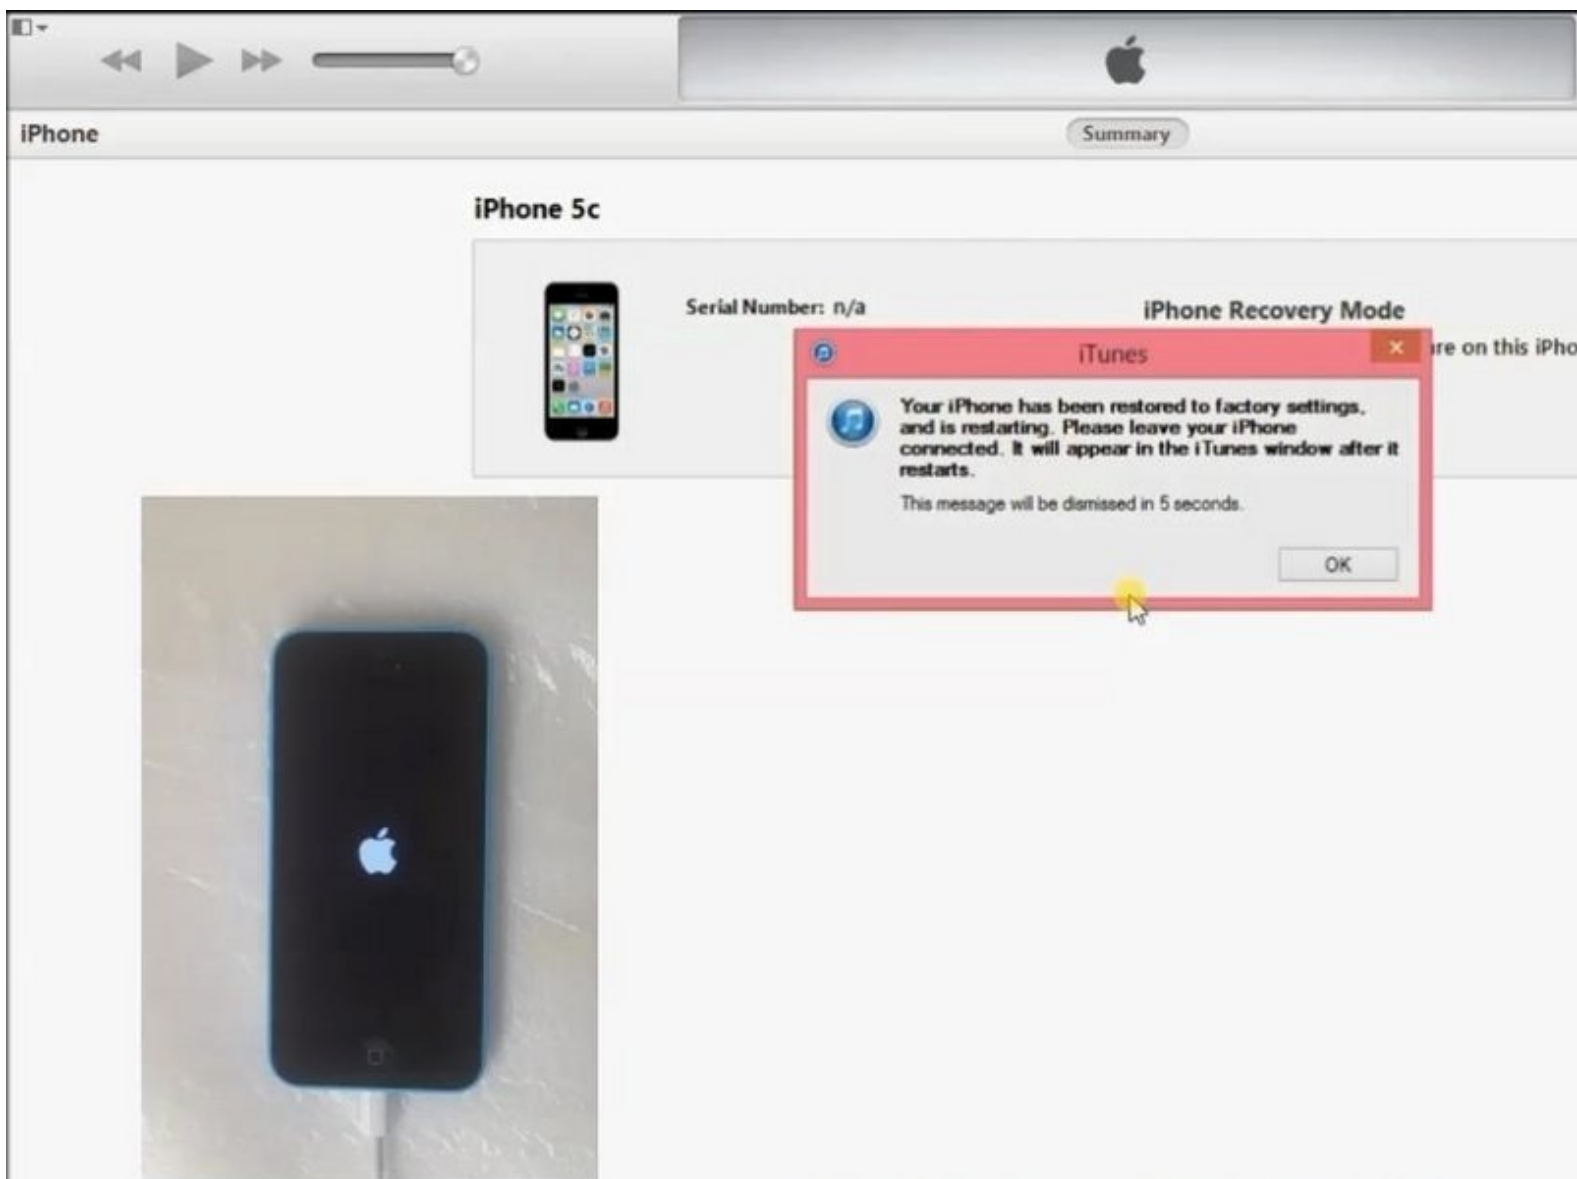 iPhone
Summary
iPhone 5c
Serial Number: n/a
iPhone Recovery Mode
iTunes
on this iPho
Your iPhone has been restored to factory settings,
and is restarting. Please leave your iPhone
connected. It will appear in the iTunes window after it
restarts.
This message will be dismissed in 5 seconds.
OK